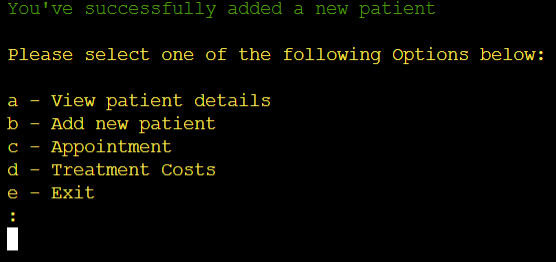 You've successfully added a new patient
Please select one of the following Options below:
a - View patient details
b - Add new patient
c - Appointment
d - Treatment Costs
e - Exit
: